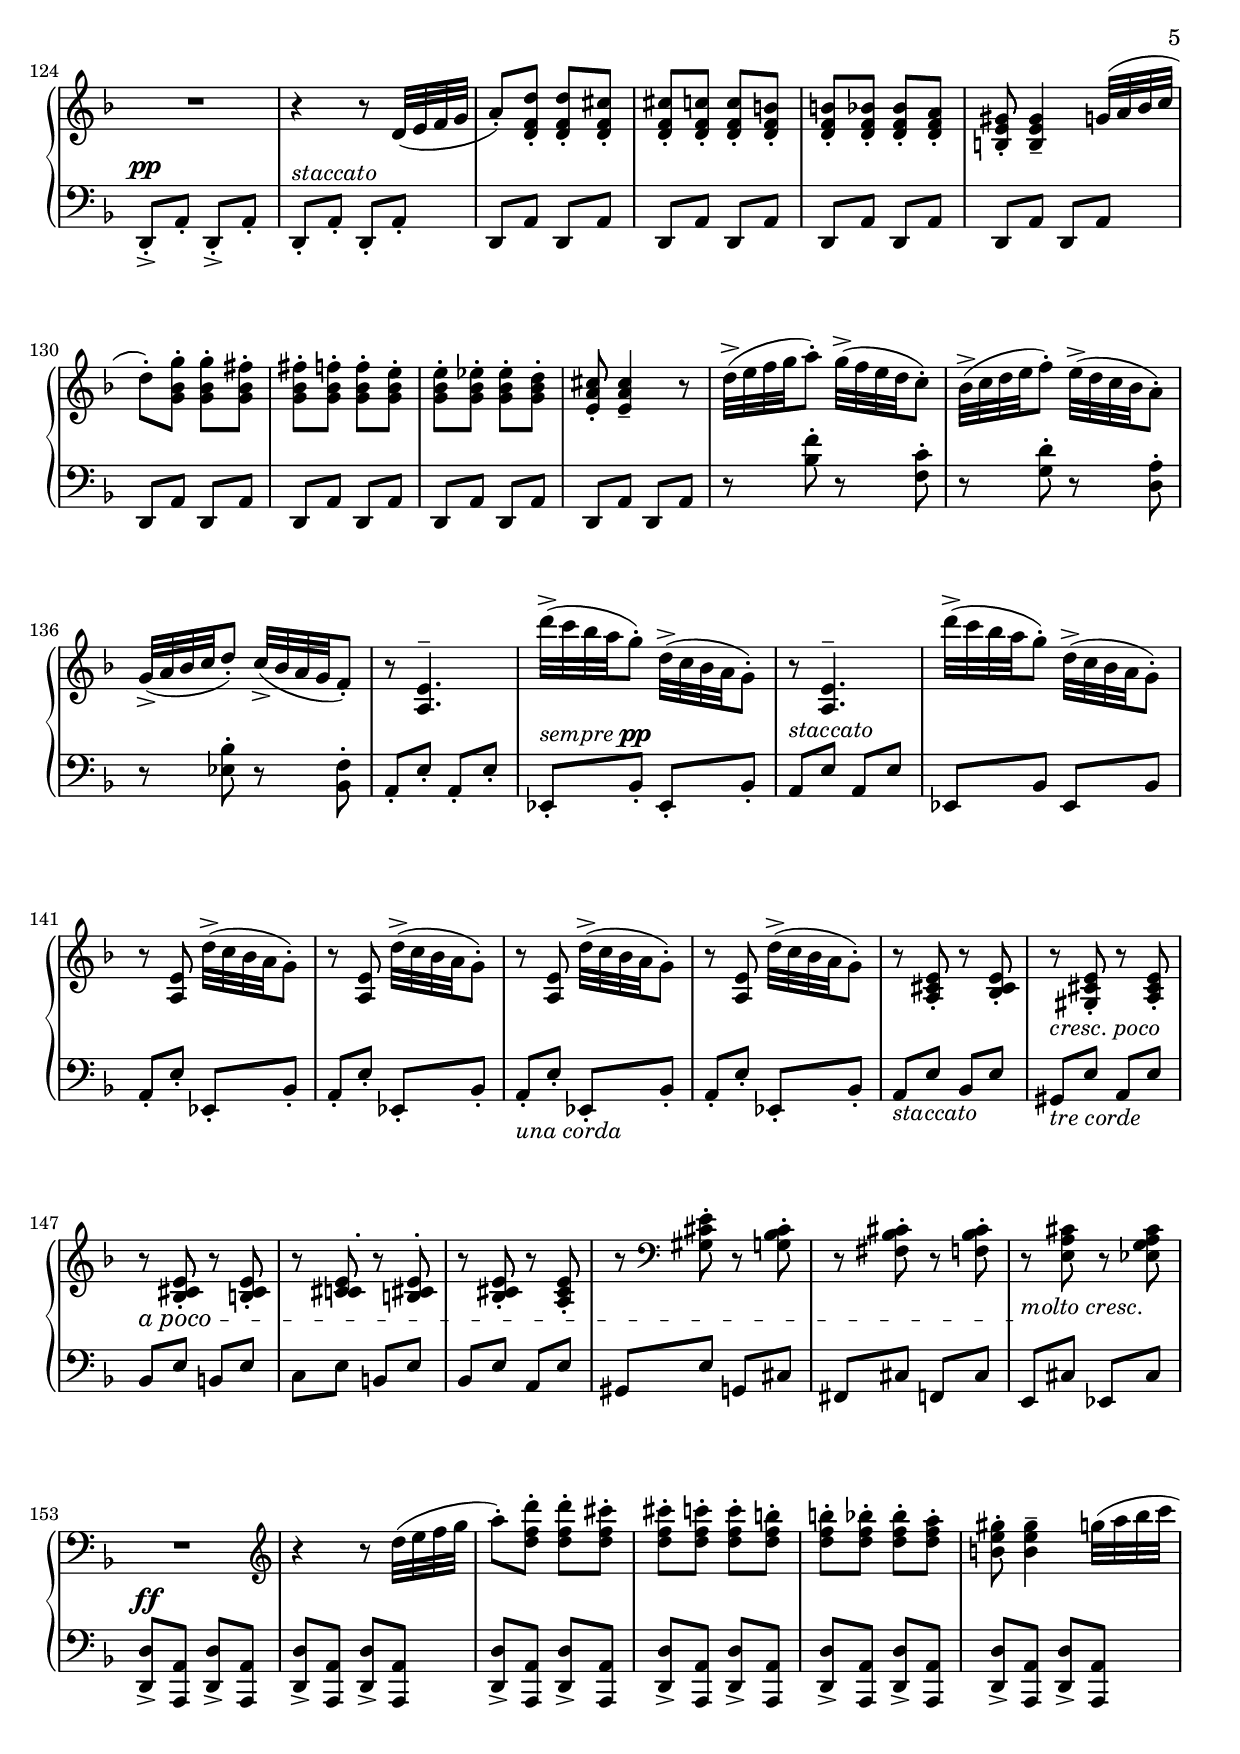 5
124
pp
staccato
130
136
sempre pp
staccato
141
cresc. poco
una corda
staccato
tre corde
147
a poco
molto cresc.
153
ff